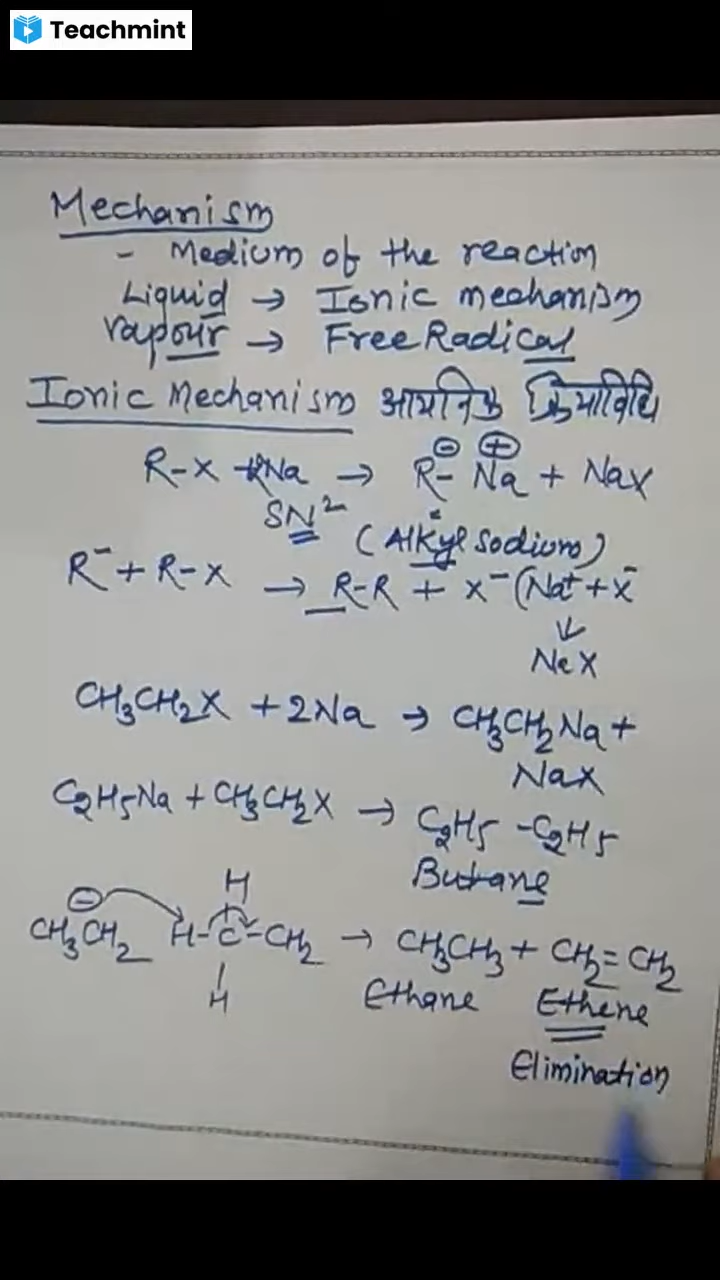 Teachmint
Mechanism
- Medium of the reaction
Liquid → Ionic mechanism
Vapour → Free Radical
Ionic Mechanism आयनिक क्रियाविधि
R-X + 2Na → R⊖- Na⊕ + NaX
SN² (Alkyl Sodium)
R⁻ + R-X → R-R + X⁻ (Na⁺ + X⁻
↓
NaX
CH₃CH₂X + 2Na → CH₃CH₂Na +
NaX
C₂H₅Na + CH₃CH₂X → C₂H₅ - C₂H₅
Butane
H
CH₃CH₂⊖ H-C-CH₂ → CH₃CH₃ + CH₂=CH₂
H Ethane Ethene
Elimination